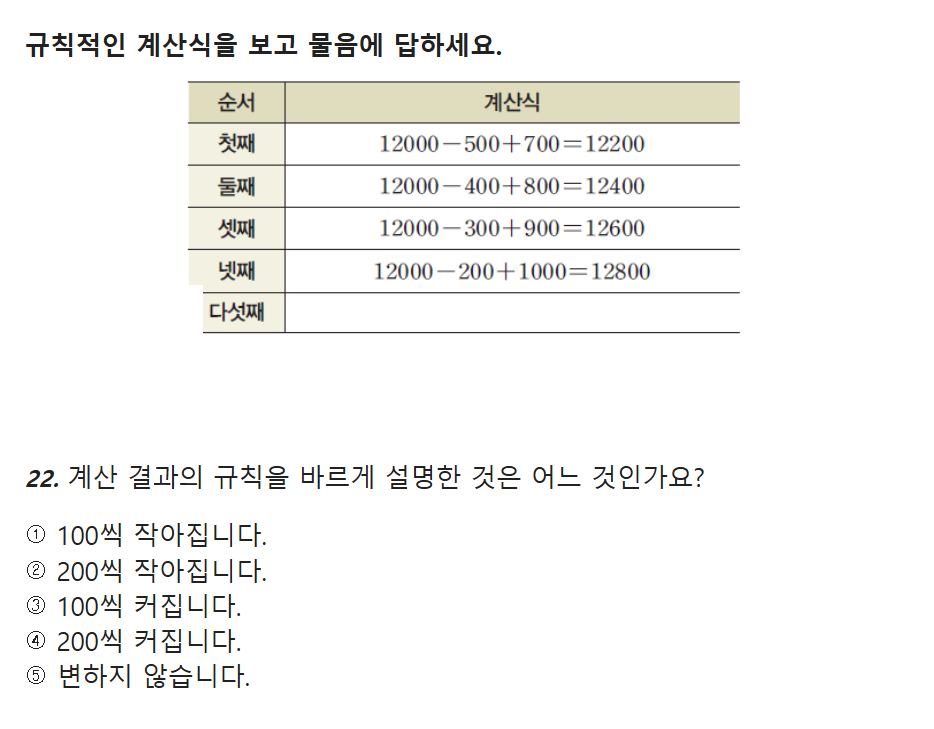 규칙적인 계산식을 보고 물음에 답하세요.
순서 계산식
첫째 12000-500+700=12200
둘째 12000-400+800=12400
셋째 12000-300+900=12600
넷째 12000-200+1000=12800
다섯째
22. 계산 결과의 규칙을 바르게 설명한 것은 어느 것인가요?
① 100씩 작아집니다.
② 200씩 작아집니다.
③ 100씩 커집니다.
④ 200씩 커집니다.
⑤ 변하지 않습니다.